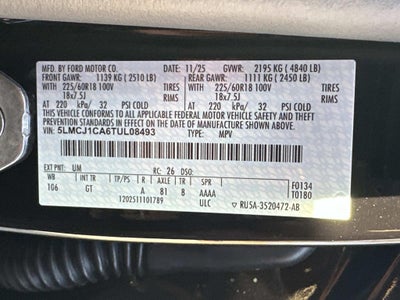 MFD. BY FORD MOTOR CO. 11/25 GVWR: 2195 KG (4840 LB)
FRONT GAWR: 1139 KG (2510 LB) REAR GAWR: 1111 KG (2450 LB)
WITH 225/60R18 100V TIRES WITH 225/60R18 100V TIRES
18x7.5J RIMS 18x7.5J RIMS
AT 220 kPa/ 32 PSI COLD AT 220 kPa/ 32 PSI COLD
THIS VEHICLE CONFORMS TO ALL APPLICABLE FEDERAL MOTOR VEHICLE SAFETY AND THEFT
PREVENTION STANDARDS IN EFFECT ON THE DATE OF MANUFACTURE SHOWN ABOVE.
VIN: 5LMCJ1CA6TUL08493 TYPE: MPV
EXT PNT: UM RC: 26 DSO:
WB INT TR TP/PS R AXLE TR SPR F0134
106 GT A 81 8 AAAA T0180
1202511101789 ULC RU5A-3520472-AB